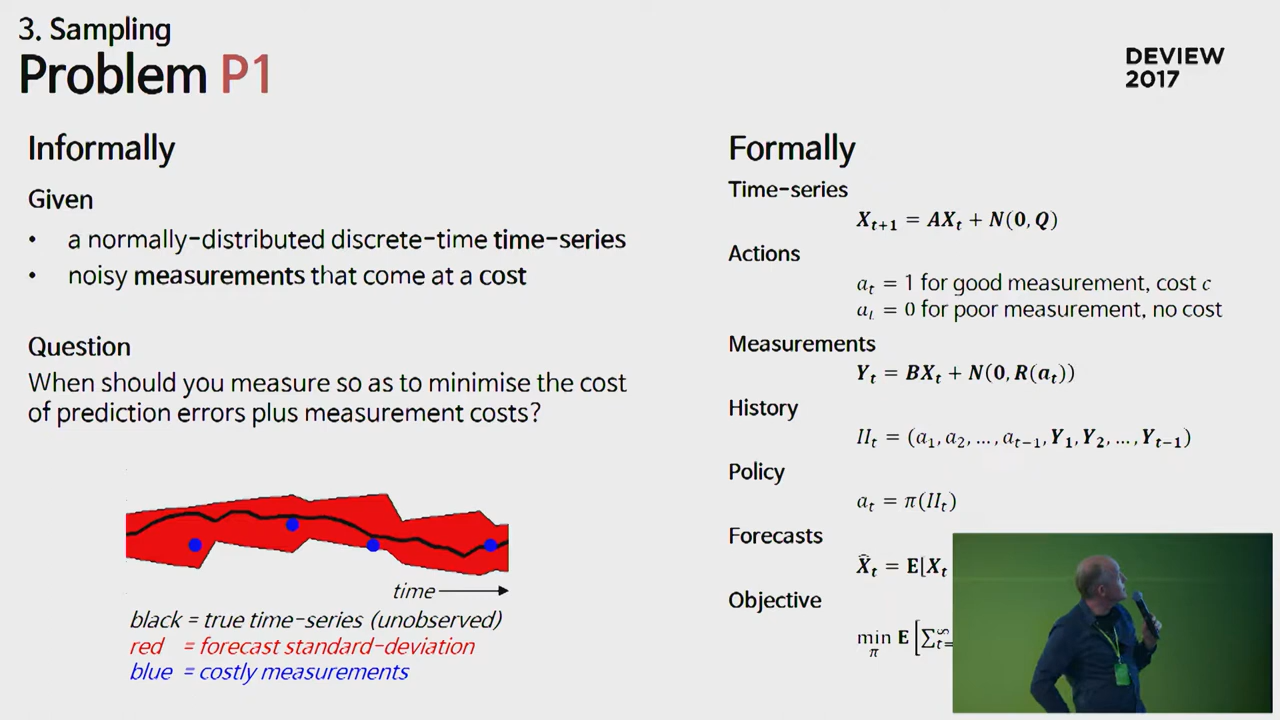 3. Sampling
Problem P1
DEVIEW
2017
Informally
Given
• a normally-distributed discrete-time time-series
• noisy measurements that come at a cost
Question
When should you measure so as to minimise the cost
of prediction errors plus measurement costs?
time
black = true time-series (unobserved)
red = forecast standard-deviation
blue = costly measurements
Formally
Time-series
X_{t+1} = AX_t + N(0, Q)
Actions
a_t = 1 for good measurement, cost c
a_t = 0 for poor measurement, no cost
Measurements
Y_t = BX_t + N(0, R(a_t))
History
H_t = (a_1, a_2, ..., a_{t-1}, Y_1, Y_2, ..., Y_{t-1})
Policy
a_t = π(H_t)
Forecasts
X̂_t = E[X_t
Objective
min_π E [∑_{t=}^∞